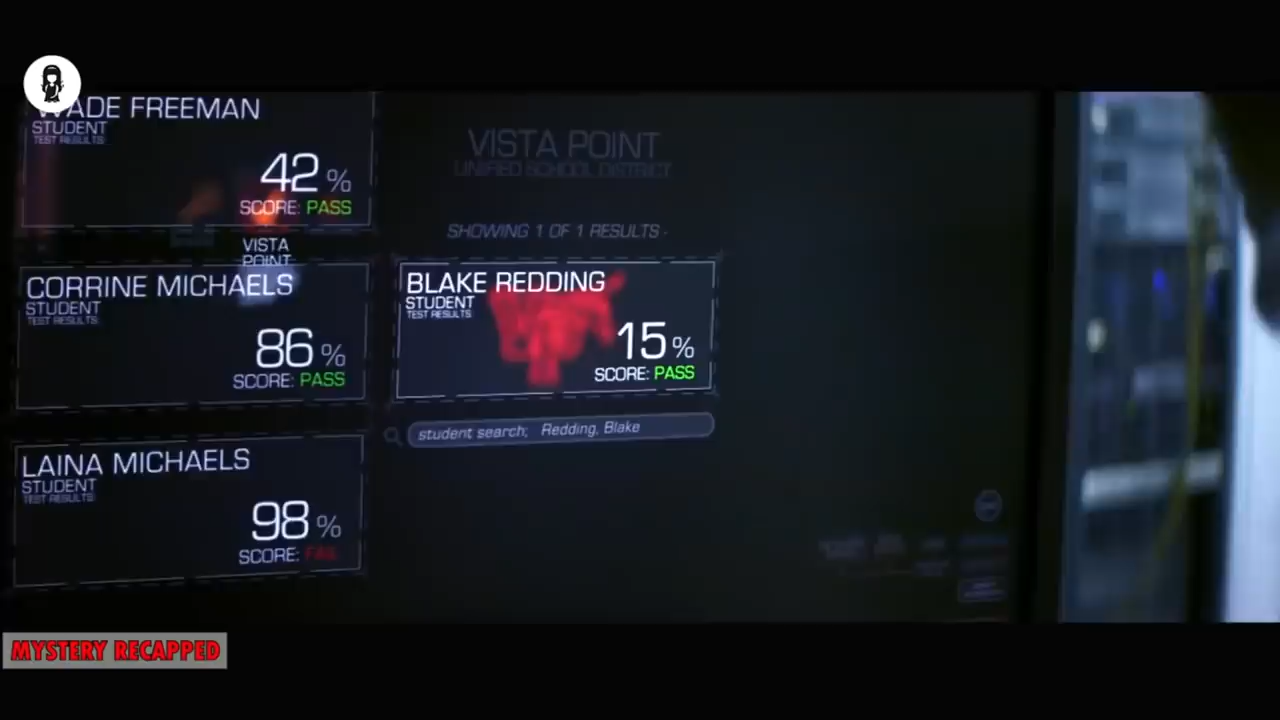 WADE FREEMAN
STUDENT
TEST RESULTS:
42 %
SCORE: PASS
VISTA
POINT
CORRINE MICHAELS
STUDENT
TEST RESULTS:
86 %
SCORE: PASS
LAINA MICHAELS
STUDENT
TEST RESULTS:
98 %
SCORE: FAIL
VISTA POINT
UNIFIED SCHOOL DISTRICT
SHOWING 1 OF 1 RESULTS -
BLAKE REDDING
STUDENT
TEST RESULTS:
15 %
SCORE: PASS
student search; Redding, Blake
MYSTERY RECAPPED